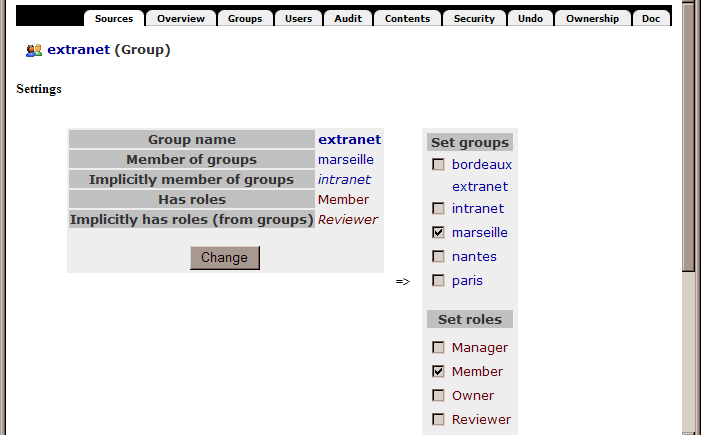 Sources Overview Groups Users Audit Contents Security Undo Ownership Doc
extranet (Group)
Settings
Group name extranet
Member of groups marseille
Implicitly member of groups intranet
Has roles Member
Implicitly has roles (from groups) Reviewer
Change
=>
Set groups
bordeaux
extranet
intranet
marseille
nantes
paris
Set roles
Manager
Member
Owner
Reviewer